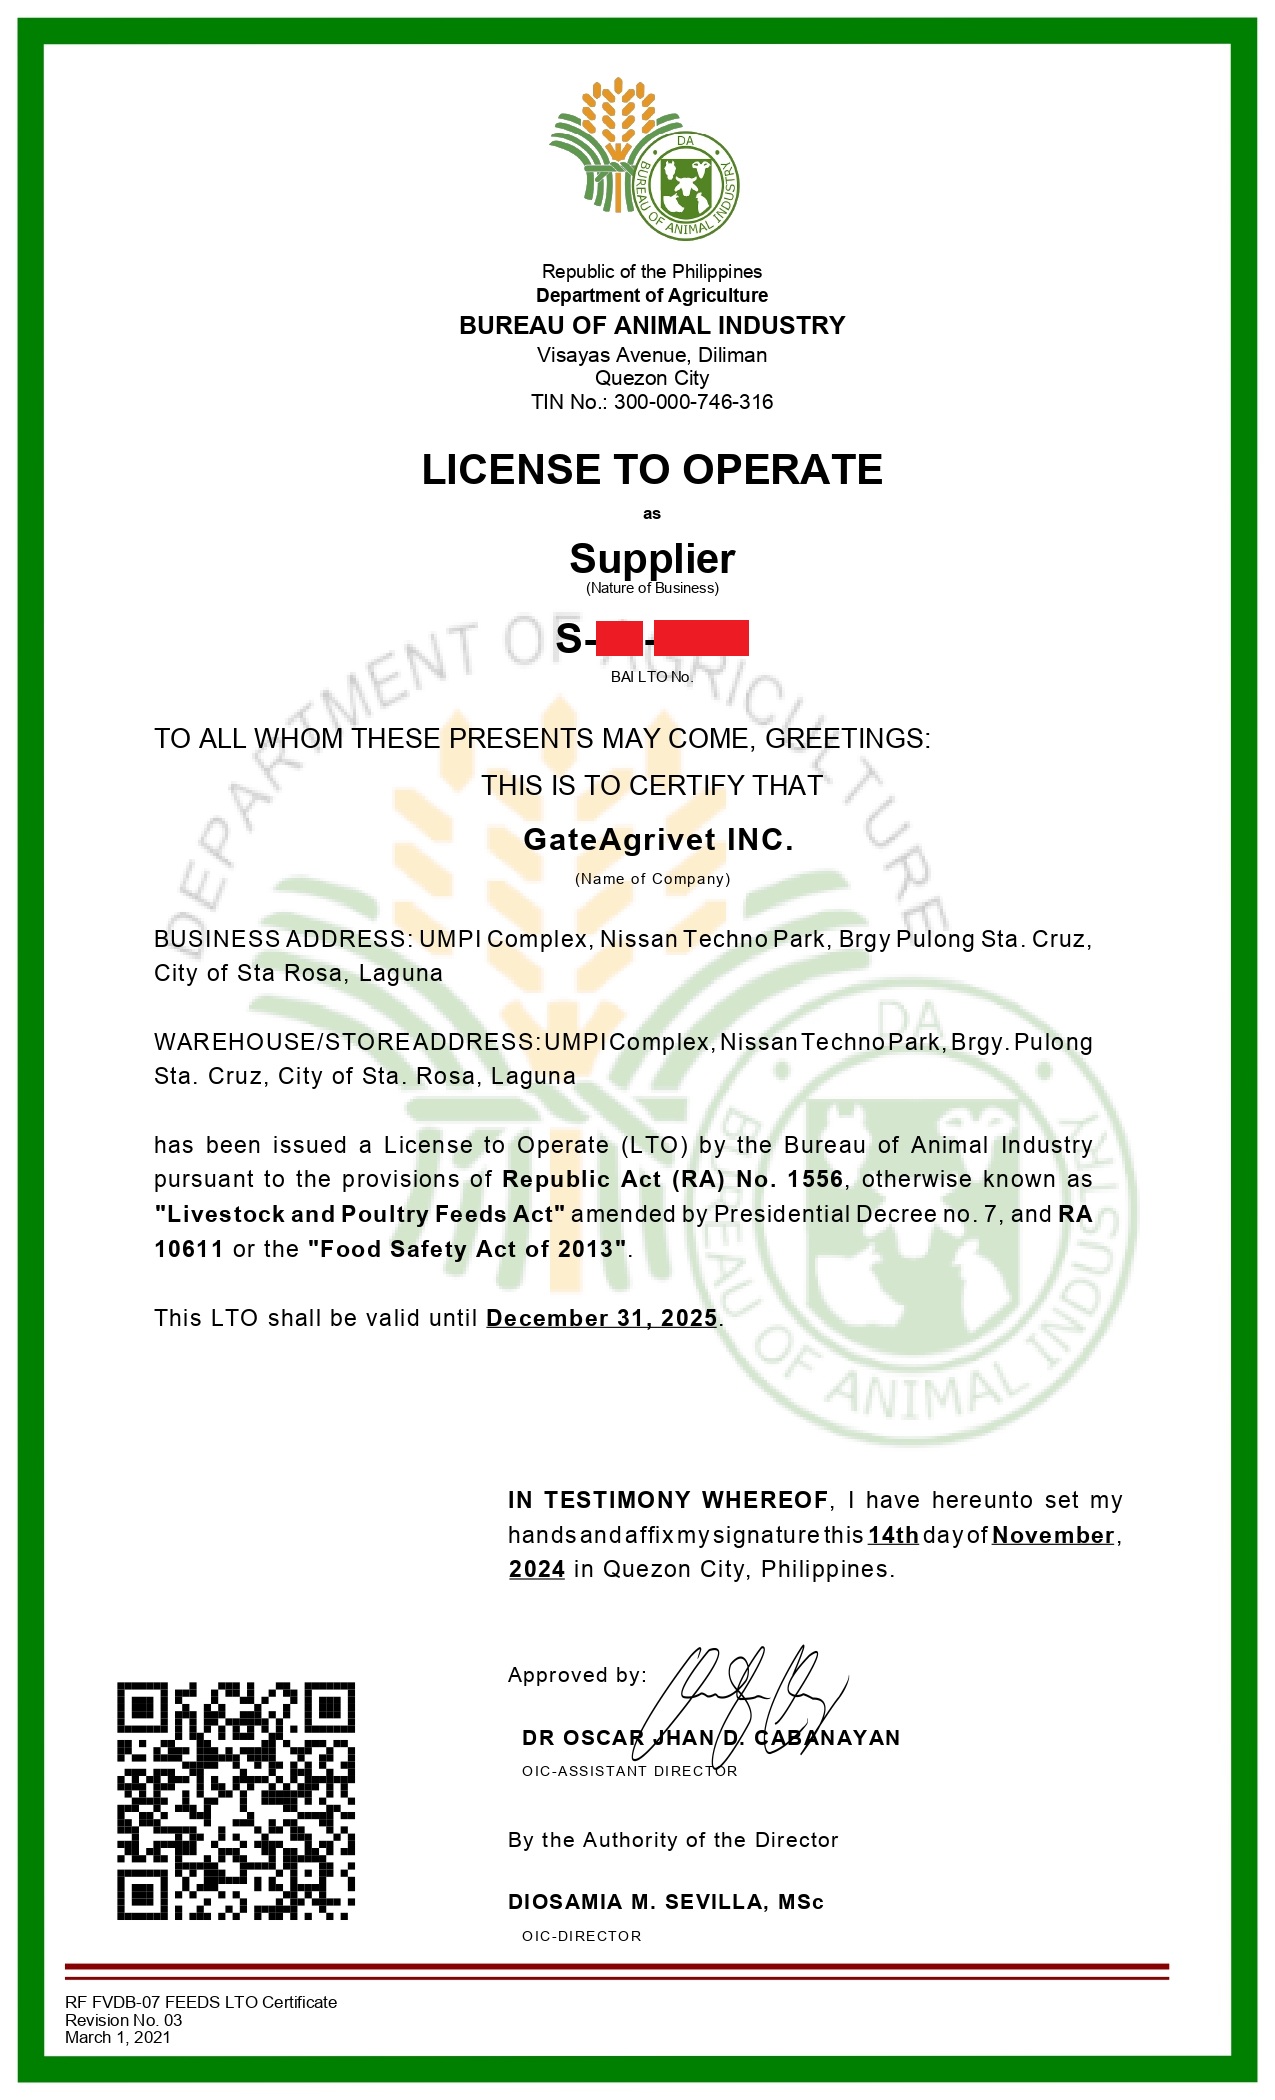 DA
BUREAU OF ANIMAL INDUSTRY
Republic of the Philippines
Department of Agriculture
BUREAU OF ANIMAL INDUSTRY
Visayas Avenue, Diliman
Quezon City
TIN No.: 300-000-746-316
LICENSE TO OPERATE
as
Supplier
(Nature of Business)
S- -
BAI LTO No.
DEPARTMENT OF AGRICULTURE
TO ALL WHOM THESE PRESENTS MAY COME, GREETINGS:
THIS IS TO CERTIFY THAT
GateAgrivet INC.
(Name of Company)
BUSINESS ADDRESS: UMPI Complex, Nissan Techno Park, Brgy Pulong Sta. Cruz,
City of Sta Rosa, Laguna
WAREHOUSE/STORE ADDRESS: UMPI Complex, Nissan Techno Park, Brgy. Pulong
Sta. Cruz, City of Sta. Rosa, Laguna
has been issued a License to Operate (LTO) by the Bureau of Animal Industry
pursuant to the provisions of Republic Act (RA) No. 1556, otherwise known as
"Livestock and Poultry Feeds Act" amended by Presidential Decree no. 7, and RA
10611 or the "Food Safety Act of 2013".
This LTO shall be valid until December 31, 2025.
DA
BUREAU OF ANIMAL INDUSTRY
IN TESTIMONY WHEREOF, I have hereunto set my
hands and affix my signature this 14th day of November,
2024 in Quezon City, Philippines.
Approved by:
DR OSCAR JHAN D. CABANAYAN
OIC-ASSISTANT DIRECTOR
By the Authority of the Director
DIOSAMIA M. SEVILLA, MSc
OIC-DIRECTOR
RF FVDB-07 FEEDS LTO Certificate
Revision No. 03
March 1, 2021